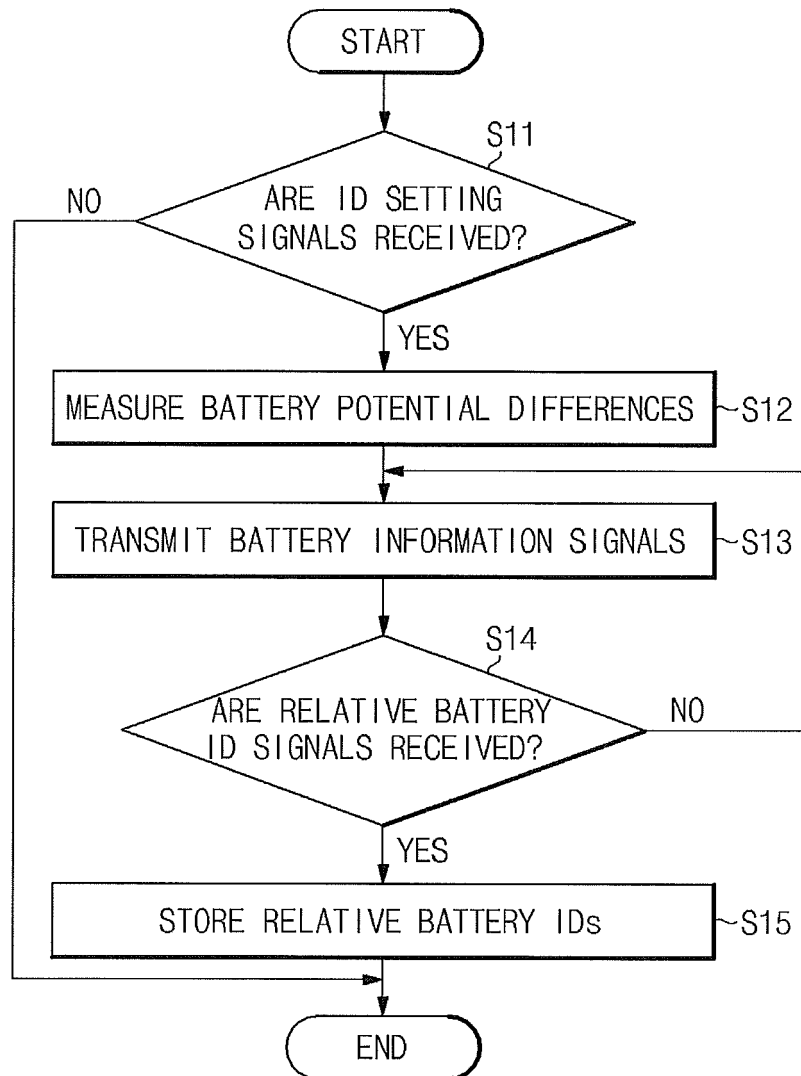 START
S11
ARE ID SETTING
SIGNALS RECEIVED?
NO
YES
MEASURE BATTERY POTENTIAL DIFFERENCES
S12
TRANSMIT BATTERY INFORMATION SIGNALS
S13
S14
ARE RELATIVE BATTERY
ID SIGNALS RECEIVED?
NO
YES
STORE RELATIVE BATTERY IDs
S15
END